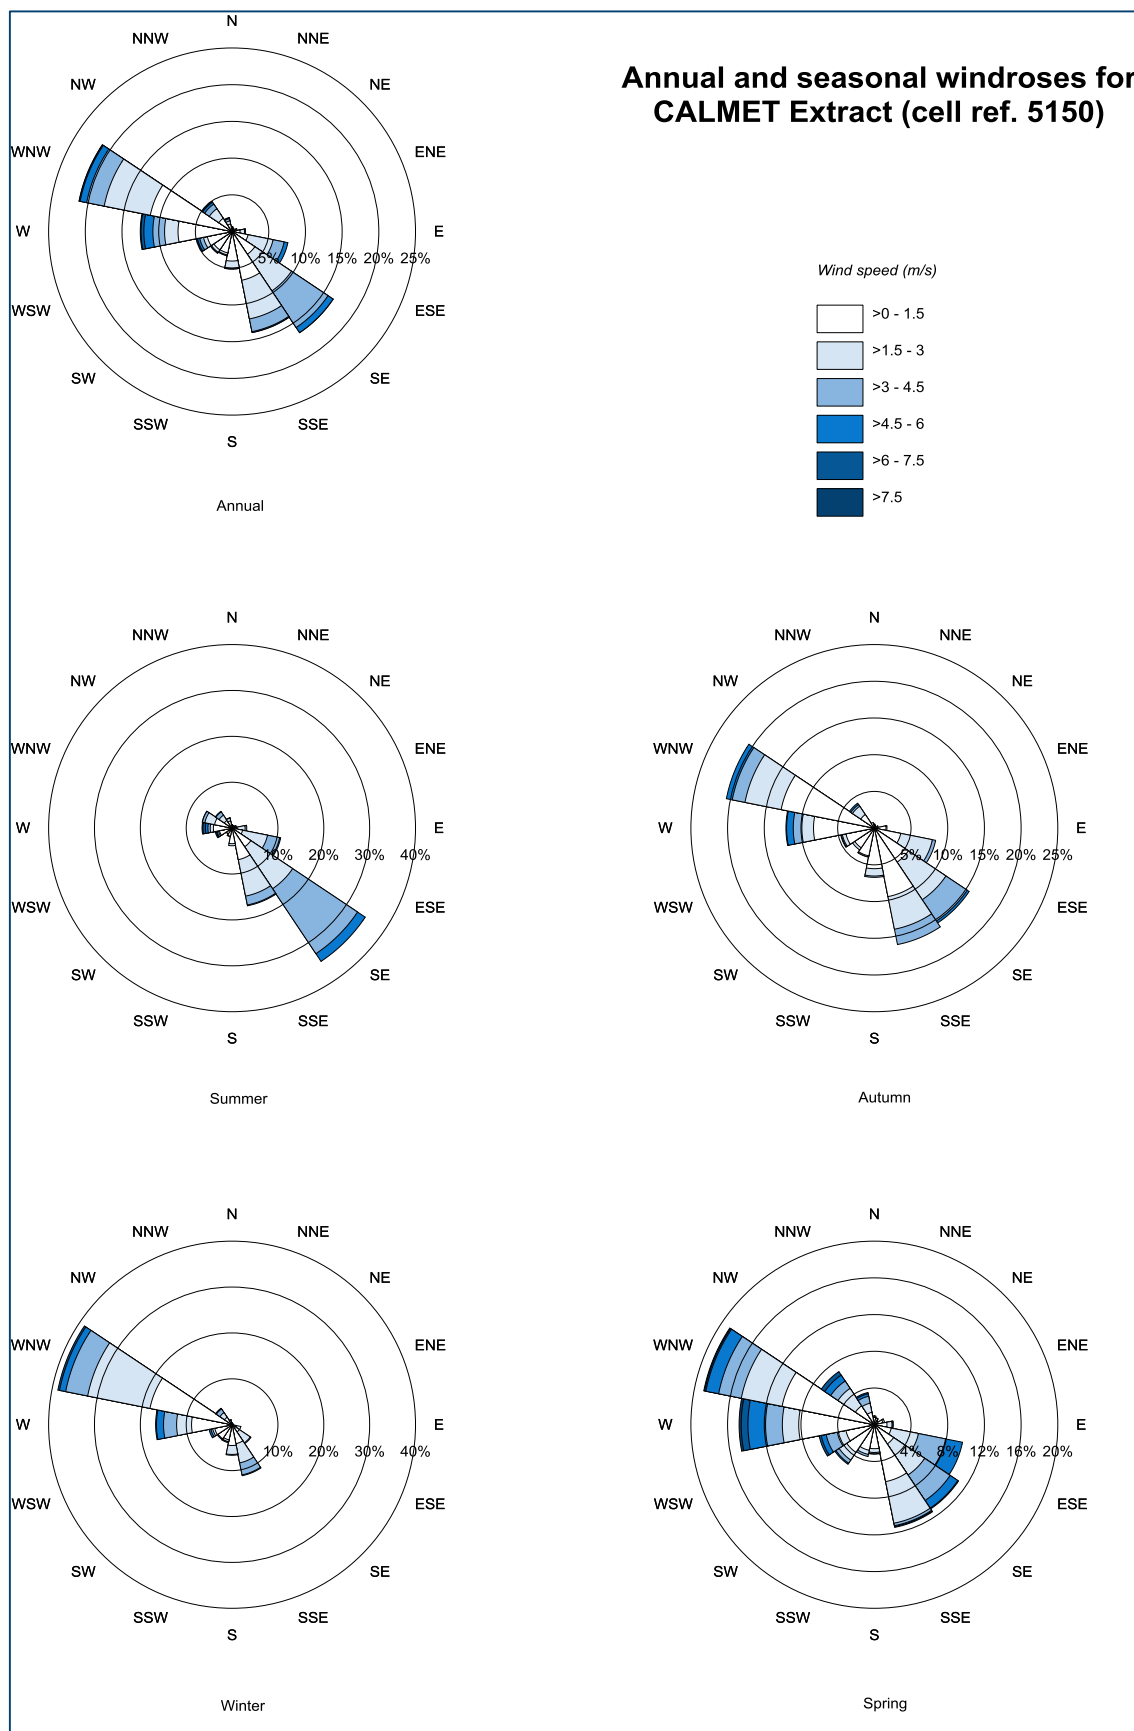 Annual and seasonal windroses for
CALMET Extract (cell ref. 5150)
N
NNW
NNE
NW
NE
WNW
ENE
W
E
5% 10% 15% 20% 25%
WSW
ESE
SW
SE
SSW
SSE
S
Annual
Wind speed (m/s)
>0 - 1.5
>1.5 - 3
>3 - 4.5
>4.5 - 6
>6 - 7.5
>7.5
N
NNW
NNE
NW
NE
WNW
ENE
W
E
10% 20% 30% 40%
WSW
ESE
SW
SE
SSW
SSE
S
Summer
N
NNW
NNE
NW
NE
WNW
ENE
W
E
5% 10% 15% 20% 25%
WSW
ESE
SW
SE
SSW
SSE
S
Autumn
N
NNW
NNE
NW
NE
WNW
ENE
W
E
10% 20% 30% 40%
WSW
ESE
SW
SE
SSW
SSE
S
Winter
N
NNW
NNE
NW
NE
WNW
ENE
W
E
4% 8% 12% 16% 20%
WSW
ESE
SW
SE
SSW
SSE
S
Spring